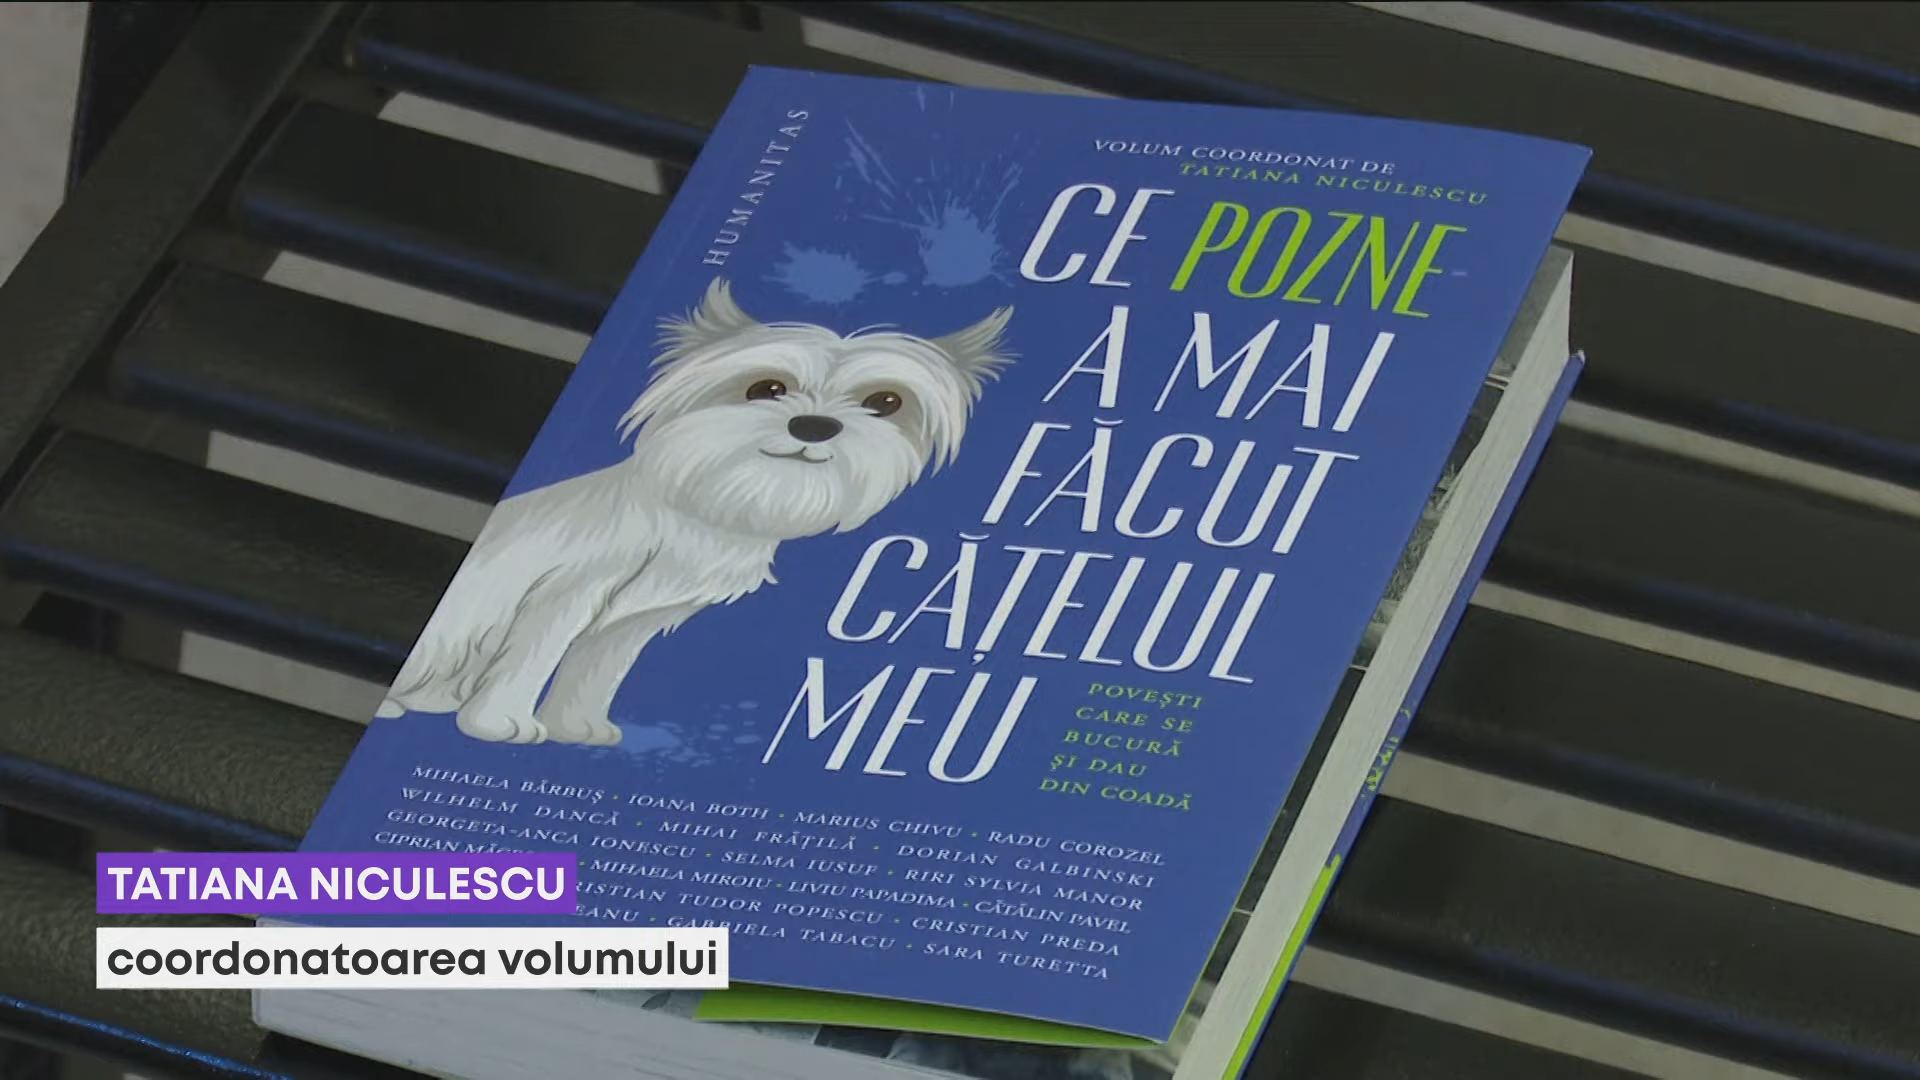 HUMANITAS
VOLUM COORDONAT DE
TATIANA NICULESCU
CE POZNE
A MAI
FĂCUT
CĂȚELUL
MEU
POVEȘTI
CARE SE
BUCURĂ
ȘI DAU
DIN COADĂ
MIHAELA BĂRBUȘ • IOANA BOTH • MARIUS CHIVU • RADU COROZEL
WILHELM DANCĂ • MIHAI FRĂȚILĂ • DORIAN GALBINSKI
GEORGETA-ANCA IONESCU • SELMA IUSUF • RIRI SYLVIA MANOR
CIPRIAN • MIHAELA MIROIU • LIVIU PAPADIMA • CĂTĂLIN PAVEL
TUDOR POPESCU • CRISTIAN PREDA
• GABRIELA TABACU • SARA TURETTA
TATIANA NICULESCU
coordonatoarea volumului